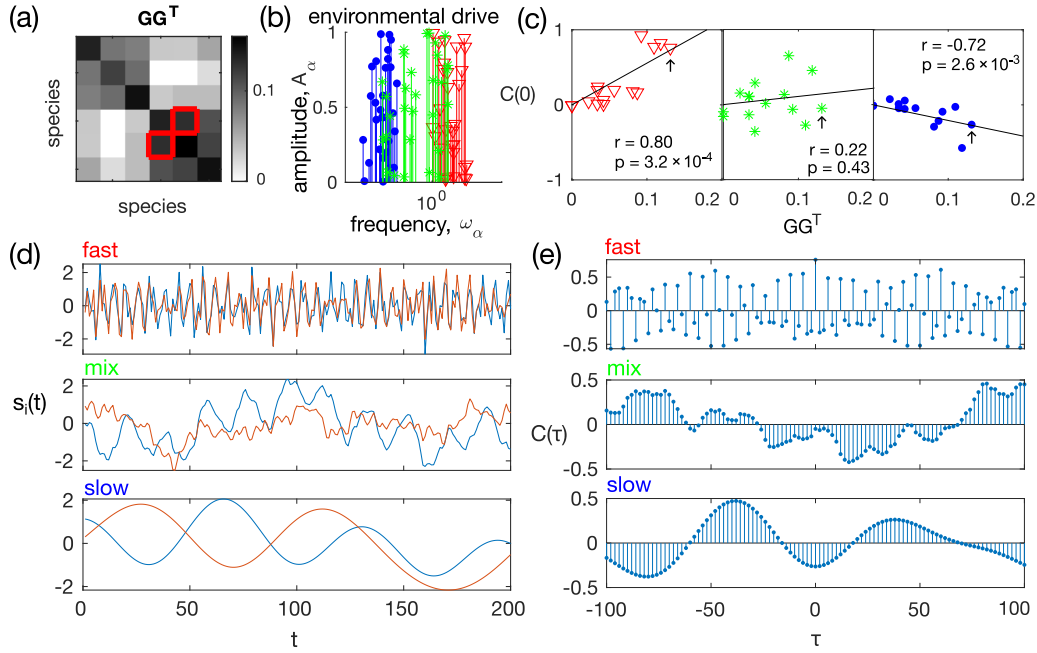 (a)
GG^T
species
species
0.1
0
(b)
environmental drive
amplitude, A_α
1
0.5
0
10^0
frequency, ω_α
(c)
C(0)
1
0
-1
r = 0.80
p = 3.2 × 10^-4
r = 0.22
p = 0.43
r = -0.72
p = 2.6 × 10^-3
0 0.1 0.2
0 0.1 0.2
0 0.1 0.2
GG^T
(d)
fast
2
0
-2
mix
s_i(t)
2
0
-2
slow
2
0
-2
0 50 100 150 200
t
(e)
fast
0.5
0
-0.5
mix
C(τ)
0.5
0
-0.5
slow
0.5
0
-0.5
-100 -50 0 50 100
τ